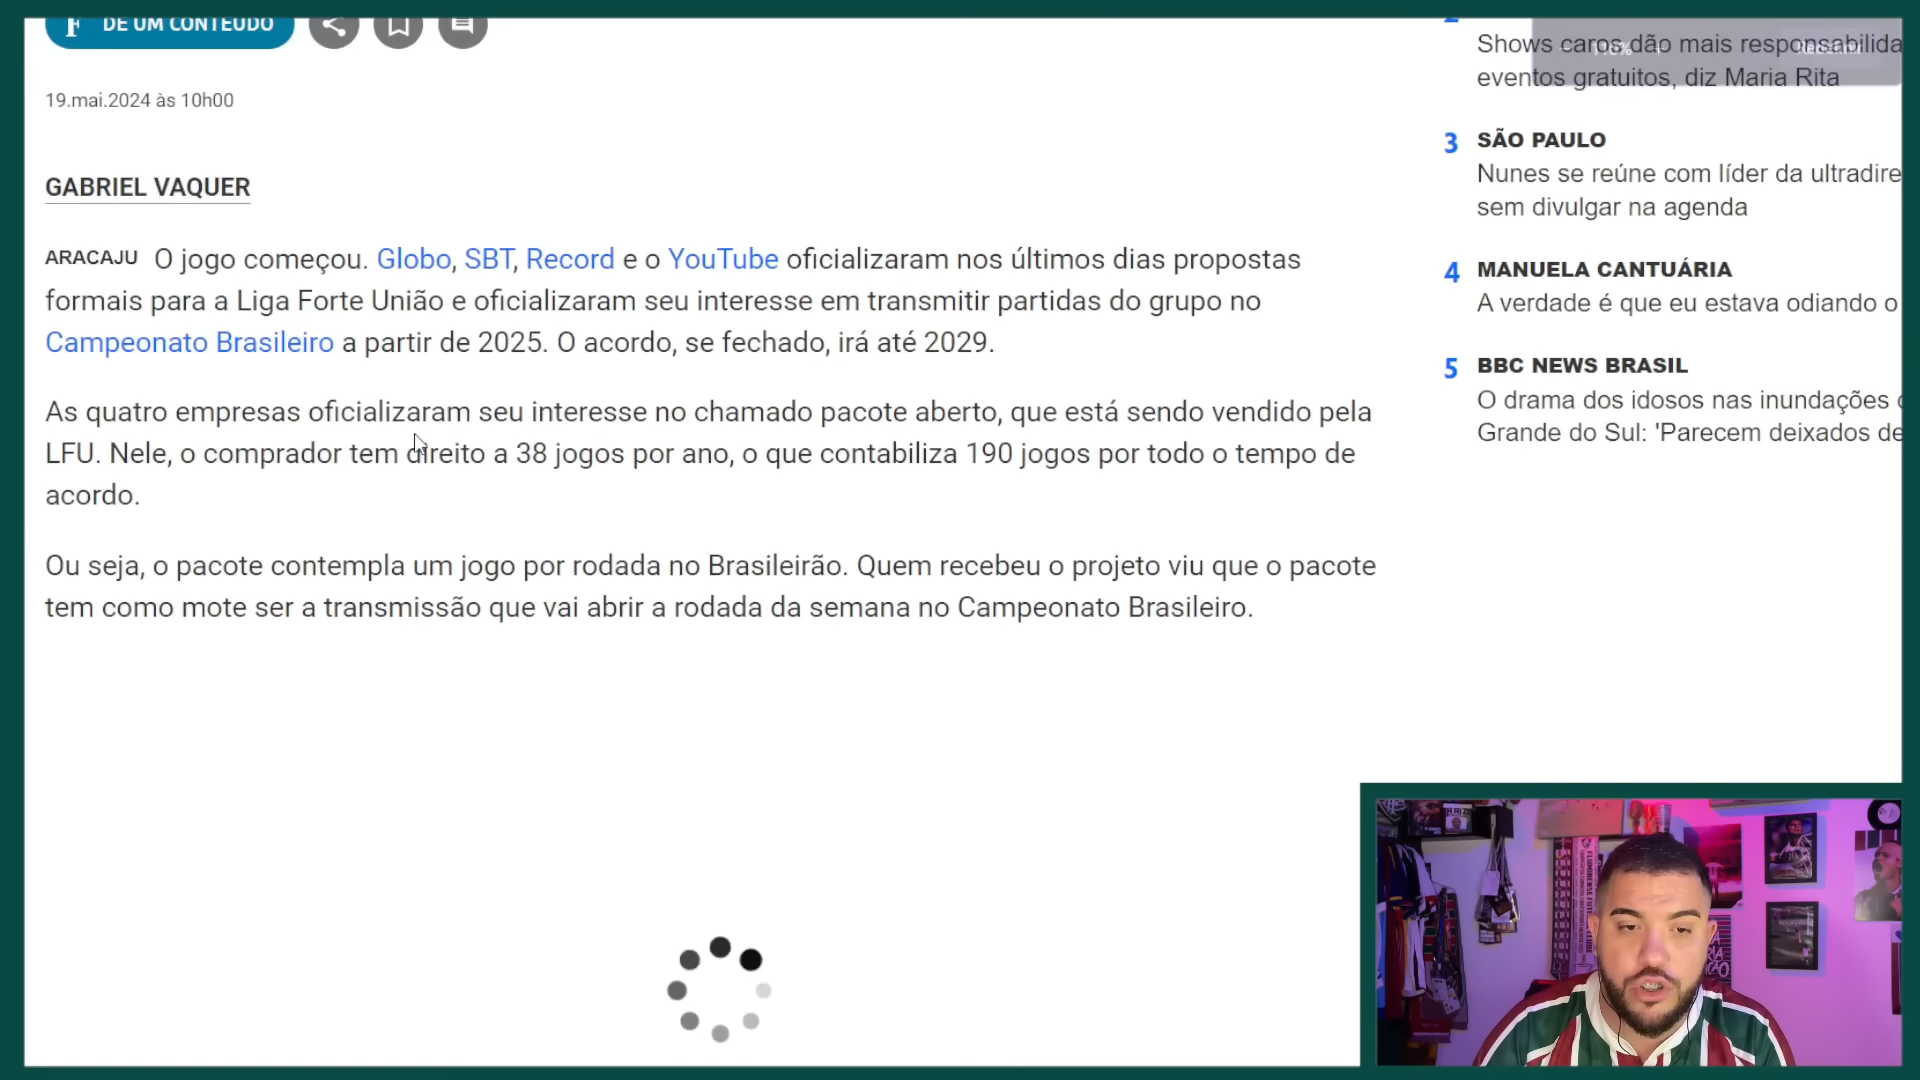 DE UM CONTEÚDO
19.mai.2024 às 10h00
GABRIEL VAQUER
ARACAJU O jogo começou. Globo, SBT, Record e o YouTube oficializaram nos últimos dias propostas
formais para a Liga Forte União e oficializaram seu interesse em transmitir partidas do grupo no
Campeonato Brasileiro a partir de 2025. O acordo, se fechado, irá até 2029.
As quatro empresas oficializaram seu interesse no chamado pacote aberto, que está sendo vendido pela
LFU. Nele, o comprador tem direito a 38 jogos por ano, o que contabiliza 190 jogos por todo o tempo de
acordo.
Ou seja, o pacote contempla um jogo por rodada no Brasileirão. Quem recebeu o projeto viu que o pacote
tem como mote ser a transmissão que vai abrir a rodada da semana no Campeonato Brasileiro.
2
Shows caros dão mais responsabilida
eventos gratuitos, diz Maria Rita
3 SÃO PAULO
Nunes se reúne com líder da ultradire
sem divulgar na agenda
4 MANUELA CANTUÁRIA
A verdade é que eu estava odiando o
5 BBC NEWS BRASIL
O drama dos idosos nas inundações
Grande do Sul: 'Parecem deixados de